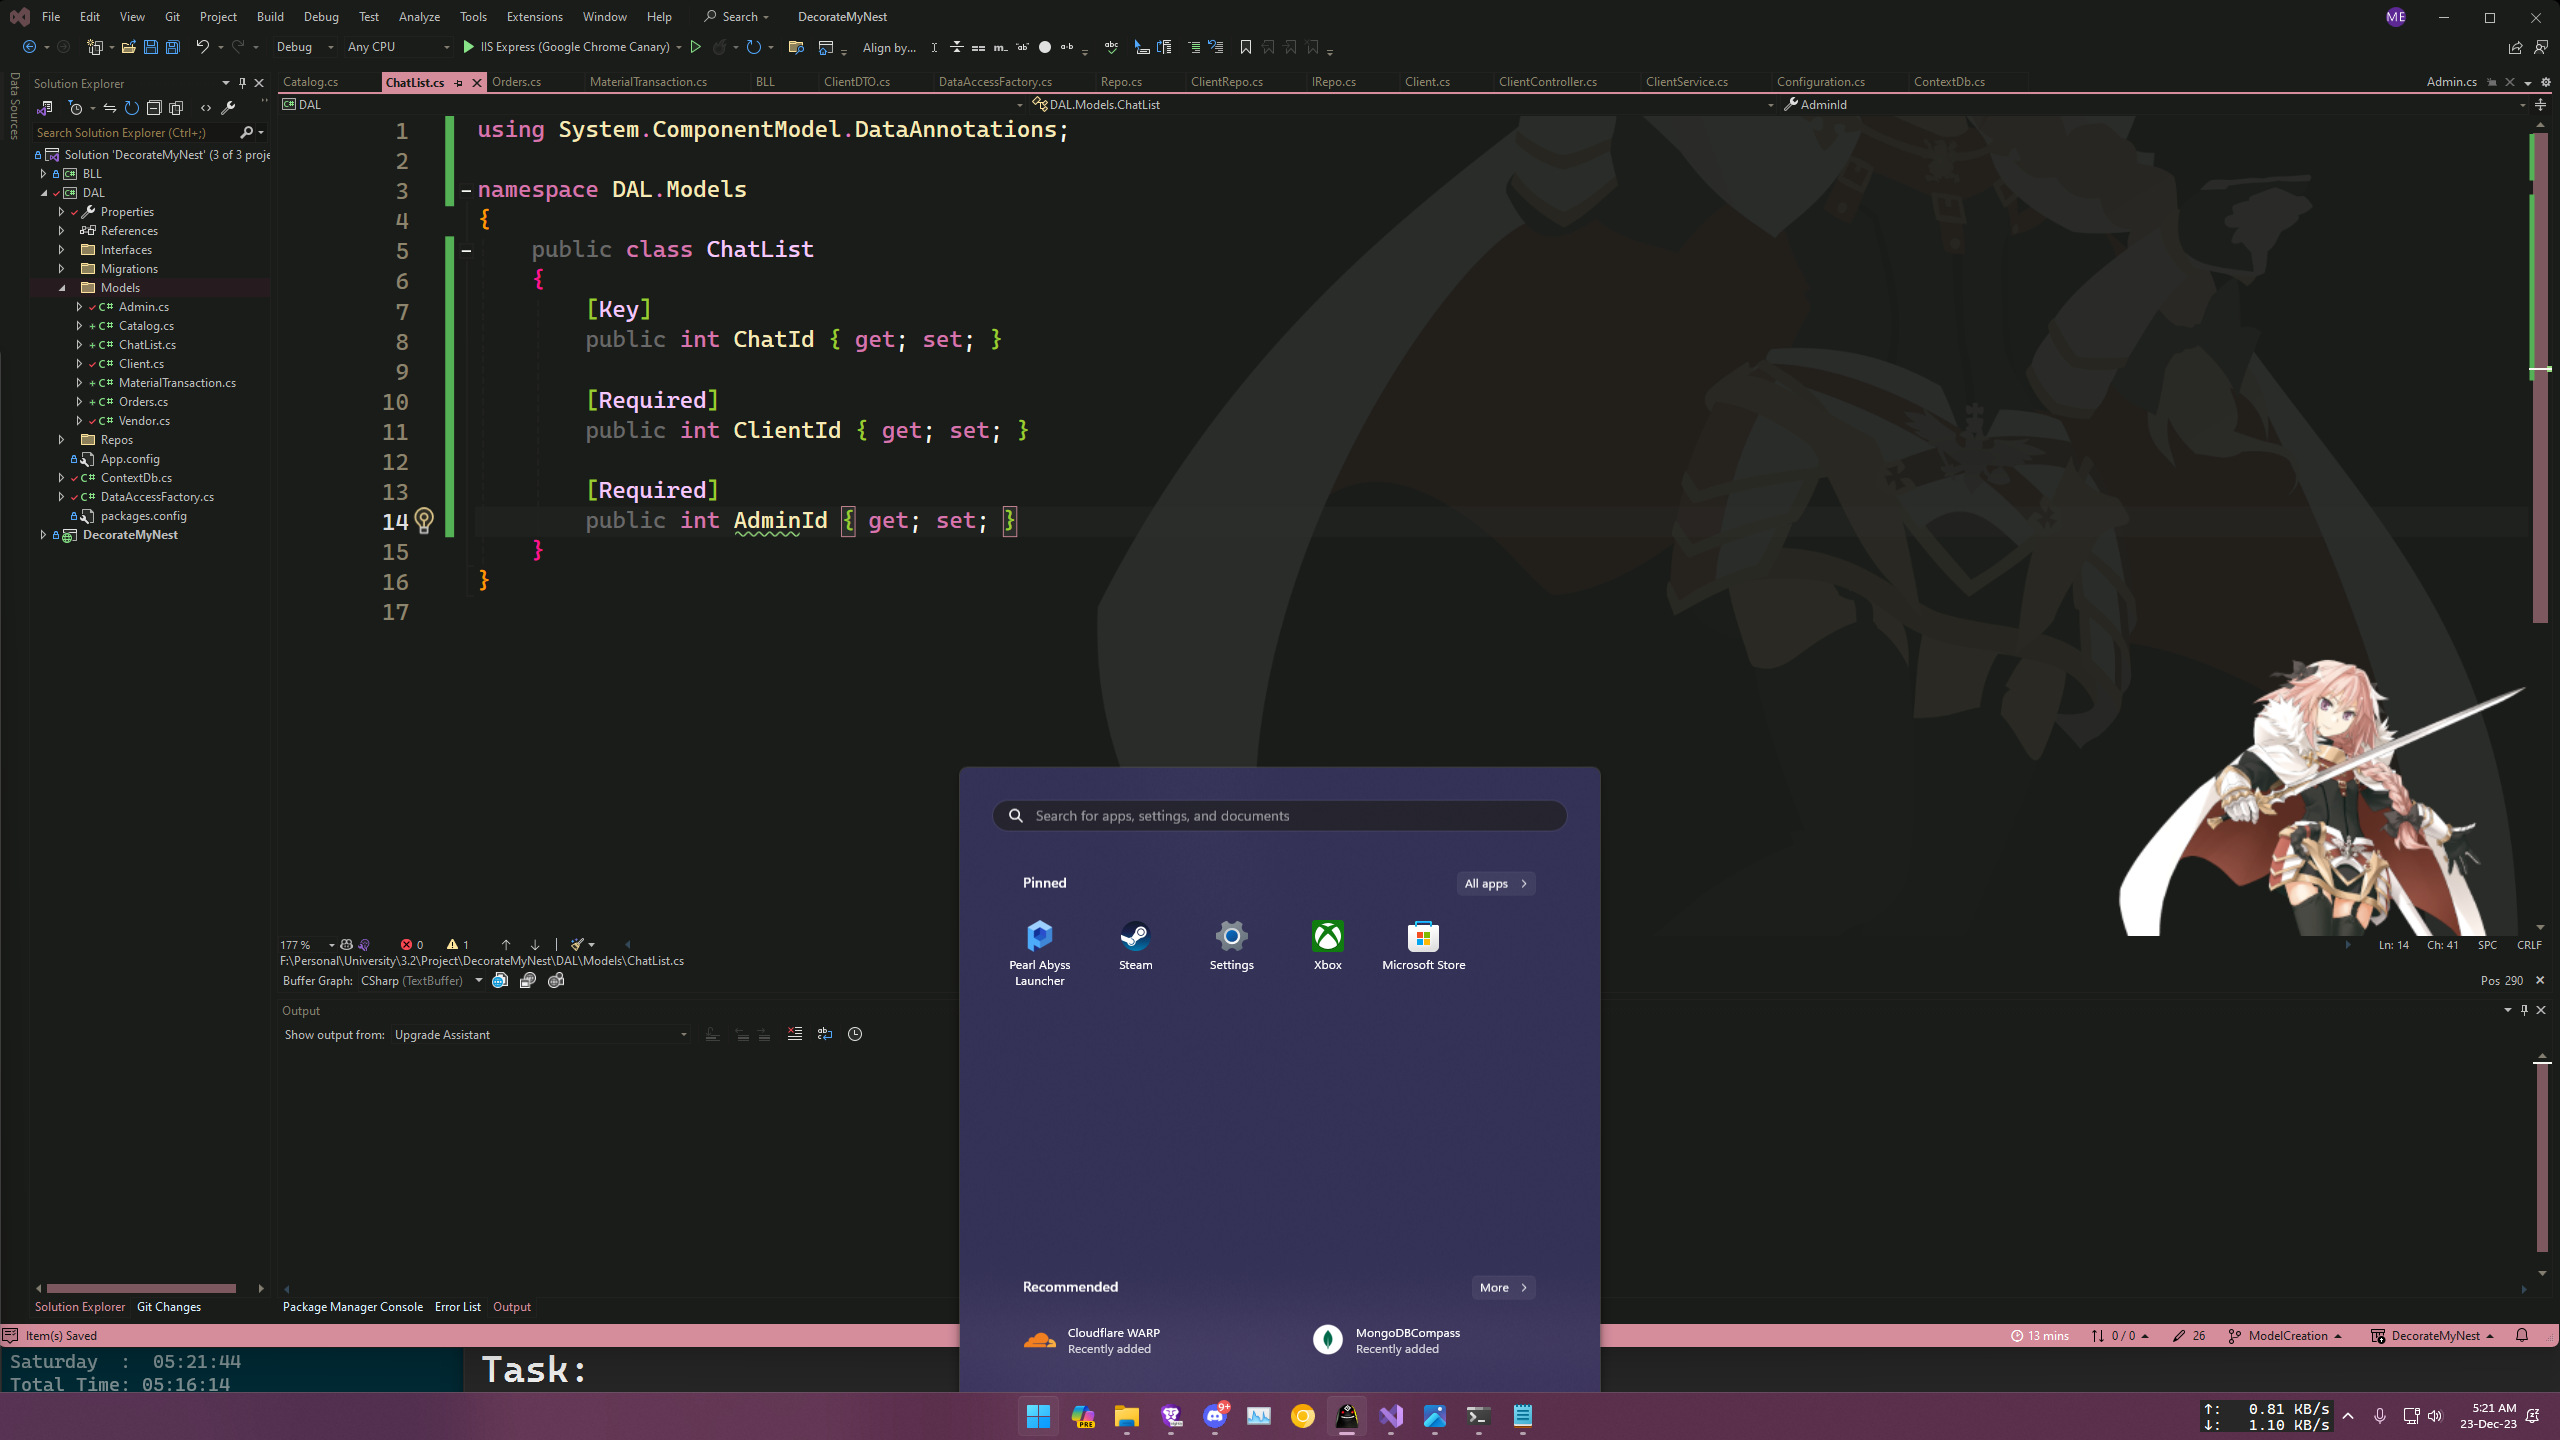 File Edit View Git Project Build Debug Test Analyze Tools Extensions Window Help Search DecorateMyNest ME
Debug Any CPU IIS Express (Google Chrome Canary) Align by...
Data Sources
Solution Explorer
Search Solution Explorer (Ctrl+;)
Solution 'DecorateMyNest' (3 of 3 proje
BLL
DAL
Properties
References
Interfaces
Migrations
Models
C# Admin.cs
C# Catalog.cs
C# ChatList.cs
C# Client.cs
C# MaterialTransaction.cs
C# Orders.cs
C# Vendor.cs
Repos
App.config
C# ContextDb.cs
C# DataAccessFactory.cs
packages.config
DecorateMyNest
Solution Explorer Git Changes
Catalog.cs ChatList.cs Orders.cs MaterialTransaction.cs BLL ClientDTO.cs DataAccessFactory.cs Repo.cs ClientRepo.cs IRepo.cs Client.cs ClientController.cs ClientService.cs Configuration.cs ContextDb.cs Admin.cs
DAL DAL.Models.ChatList AdminId
1 using System.ComponentModel.DataAnnotations;
2
3 namespace DAL.Models
4 {
5 public class ChatList
6 {
7 [Key]
8 public int ChatId { get; set; }
9
10 [Required]
11 public int ClientId { get; set; }
12
13 [Required]
14 public int AdminId { get; set; }
15 }
16 }
17
177 % 0 1 Ln: 14 Ch: 41 SPC CRLF
F:\Personal\University\3.2\Project\DecorateMyNest\DAL\Models\ChatList.cs
Buffer Graph: CSharp (TextBuffer) Pos 290
Output
Show output from: Upgrade Assistant
Package Manager Console Error List Output
Search for apps, settings, and documents
Pinned All apps
Pearl Abyss Launcher
Steam
Settings
Xbox
Microsoft Store
Recommended More
Cloudflare WARP
Recently added
MongoDBCompass
Recently added
Item(s) Saved 13 mins 0 / 0 26 ModelCreation DecorateMyNest
Saturday : 05:21:44
Total Time: 05:16:14
Task:
PRE
9+
↑: 0.81 KB/s
↓: 1.10 KB/s
5:21 AM
23-Dec-23